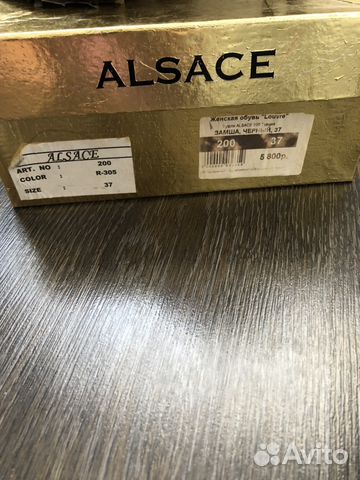 ALSACE
ALSACE
ART. NO : 200
COLOR : R-305
SIZE : 37
Женская обувь "Louvre"
ALSACE
ЗАМША, ЧЕРНЫЙ, 37
200 37
5 800р.
Avito